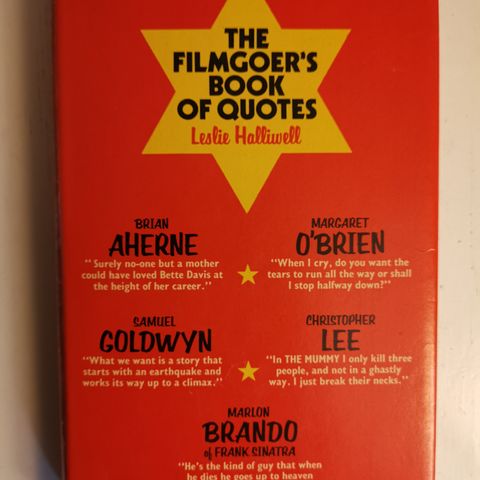 THE
FILMGOER'S
BOOK
OF QUOTES
Leslie Halliwell
BRIAN
AHERNE
"Surely no-one but a mother
could have loved Bette Davis at
the height of her career."
MARGARET
O'BRIEN
"When I cry, do you want the
tears to run all the way or shall
I stop halfway down?"
SAMUEL
GOLDWYN
"What we want is a story that
starts with an earthquake and
works its way up to a climax."
CHRISTOPHER
LEE
"In THE MUMMY I only kill three
people, and not in a ghastly
way. I just break their necks."
MARLON
BRANDO
of FRANK SINATRA
"He's the kind of guy that when
he dies he goes up to heaven